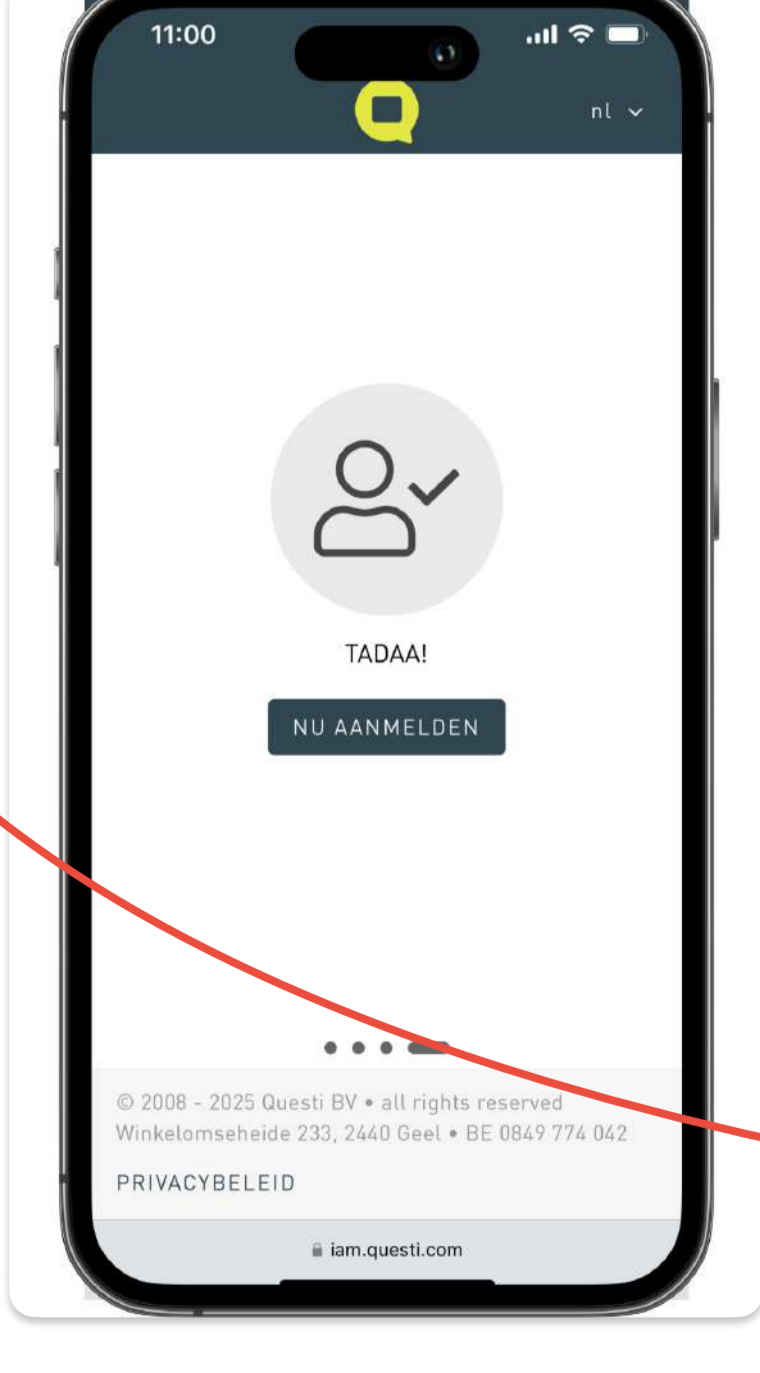 11:00
nl
TADAA!
NU AANMELDEN
© 2008 - 2025 Questi BV • all rights reserved
Winkelomseheide 233, 2440 Geel • BE 0849 774 042
PRIVACYBELEID
iam.questi.com